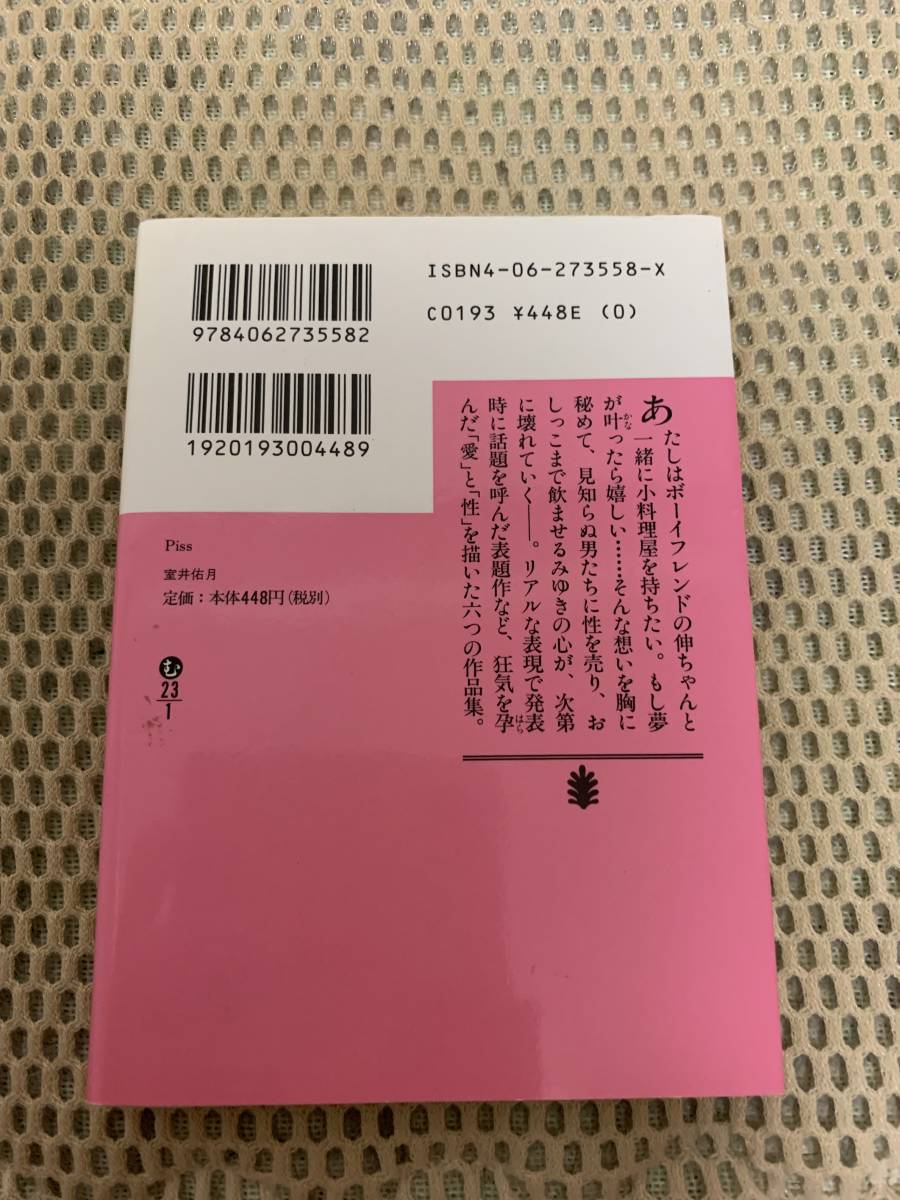 ISBN4-06-273558-X
C0193 ¥448E (0)
9784062735582
1920193004489
Piss
室井佑月
定価：本体448円（税別）
む
23
1
あたしはボーイフレンドの伸ちゃんと
一緒に小料理屋を持ちたい。もし夢
が叶ったら嬉しい……そんな想いを胸に
かな
秘めて、見知らぬ男たちに性を売り、お
しっこまで飲ませるみゆきの心が、次第
に壊れていく――。リアルな表現で発表
時に話題を呼んだ表題作など、狂気を孕
はら
んだ「愛」と「性」を描いた六つの作品集。